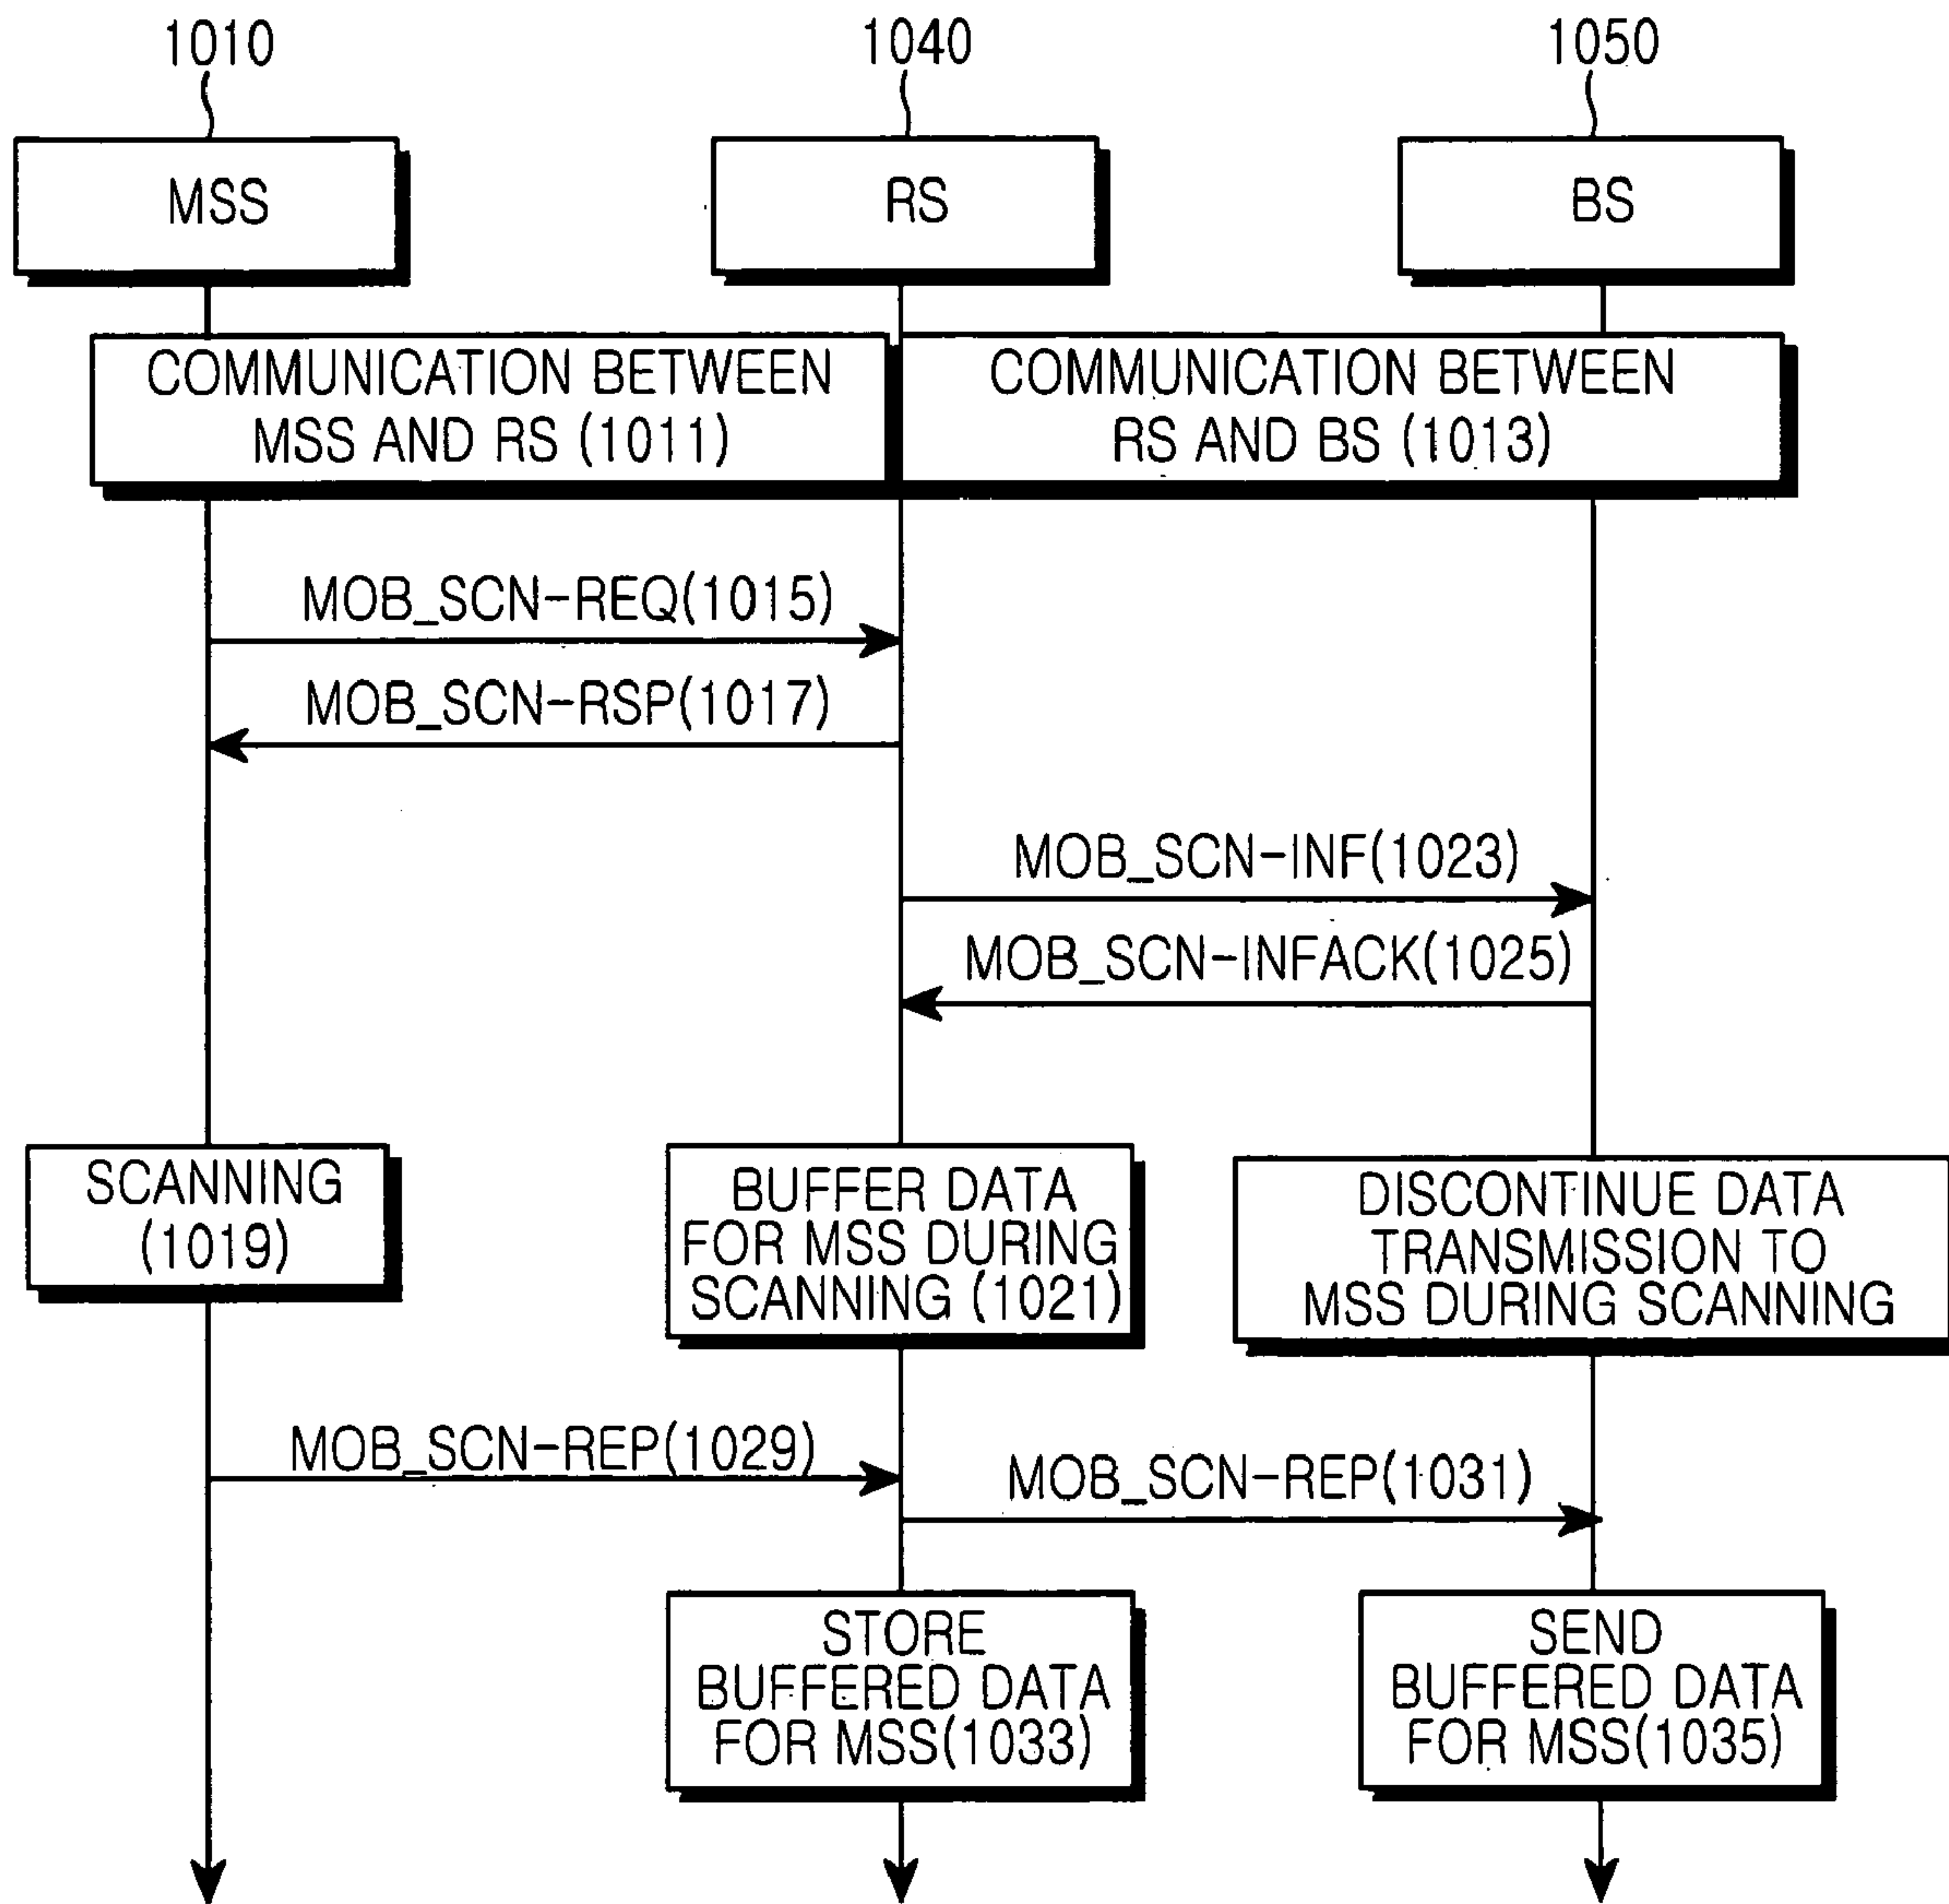 1010
1040
1050
MSS
RS
BS
COMMUNICATION BETWEEN
MSS AND RS (1011)
COMMUNICATION BETWEEN
RS AND BS (1013)
MOB_SCN-REQ(1015)
MOB_SCN-RSP(1017)
MOB_SCN-INF(1023)
MOB_SCN-INFACK(1025)
SCANNING
(1019)
BUFFER DATA
FOR MSS DURING
SCANNING (1021)
DISCONTINUE DATA
TRANSMISSION TO
MSS DURING SCANNING
MOB_SCN-REP(1029)
MOB_SCN-REP(1031)
STORE
BUFFERED DATA
FOR MSS(1033)
SEND
BUFFERED DATA
FOR MSS(1035)